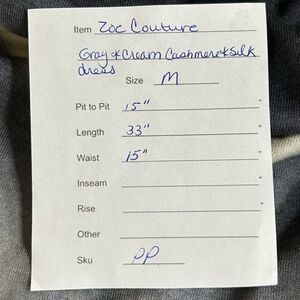 Item Zoe Couture
Gray & Cream Cashmere & Silk
dress
Size M
Pit to Pit 15" "
Length 33" "
Waist 15" "
Inseam "
Rise "
Other
Sku PP